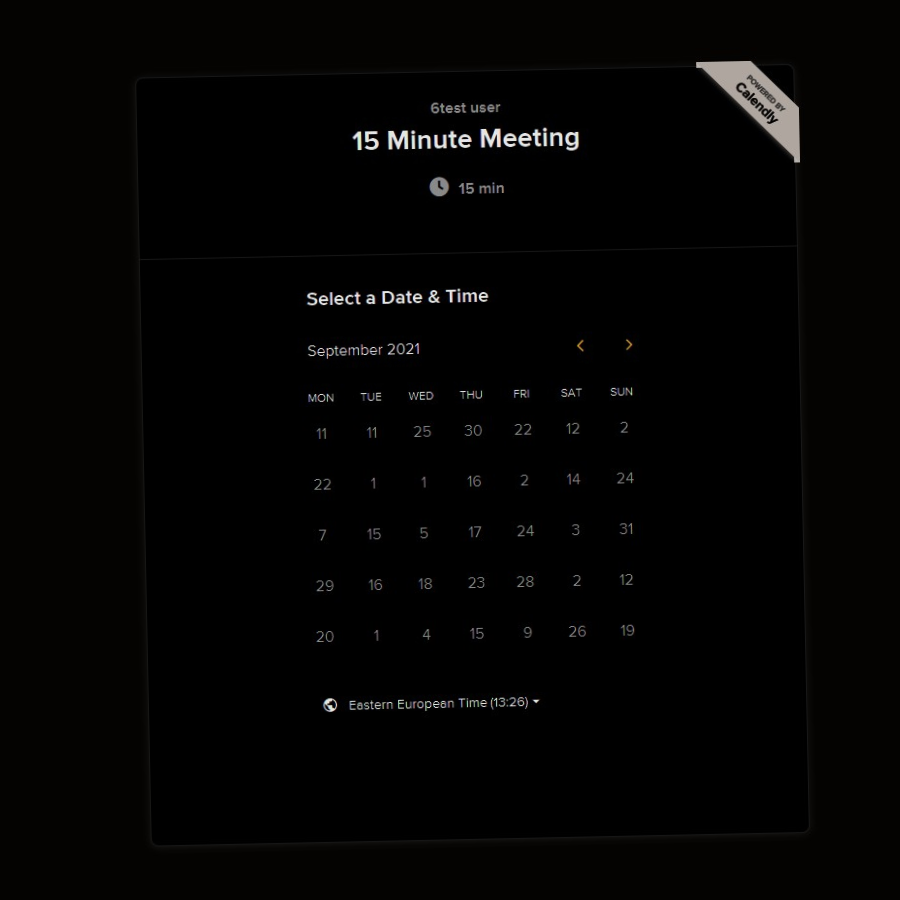 POWERED BY
Calendly
6test user
15 Minute Meeting
15 min
Select a Date & Time
September 2021
MON TUE WED THU FRI SAT SUN
11 11 25 30 22 12 2
22 1 1 16 2 14 24
7 15 5 17 24 3 31
29 16 18 23 28 2 12
20 1 4 15 9 26 19
Eastern European Time (13:26)